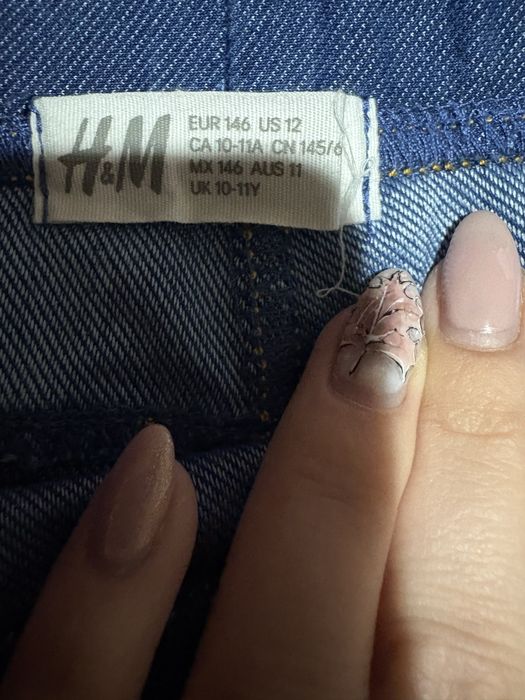 H&M
EUR 146 US 12
CA 10-11A CN 145/6
MX 146 AUS 11
UK 10-11Y